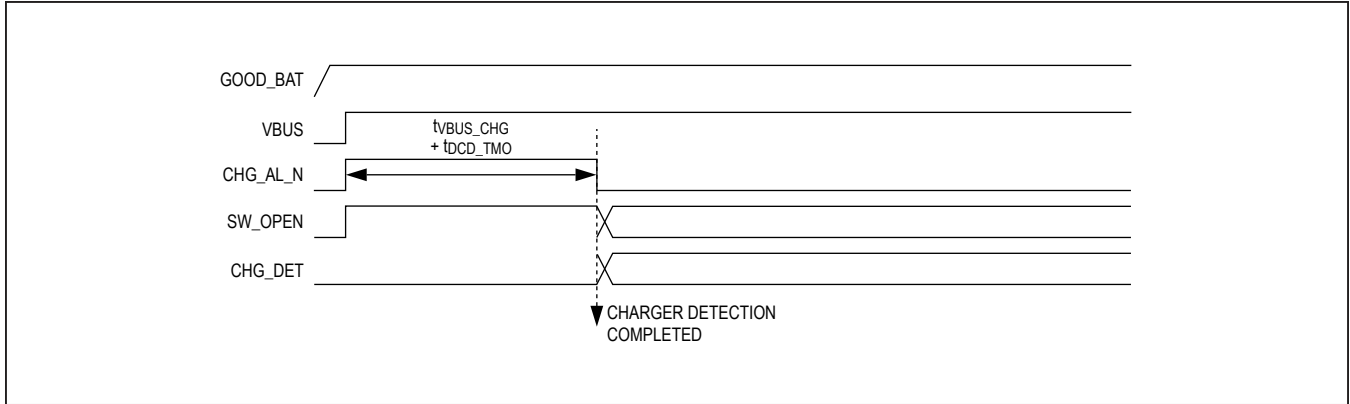 GOOD_BAT
VBUS
tVBUS_CHG
+ tDCD_TMO
CHG_AL_N
SW_OPEN
CHG_DET
CHARGER DETECTION
COMPLETED